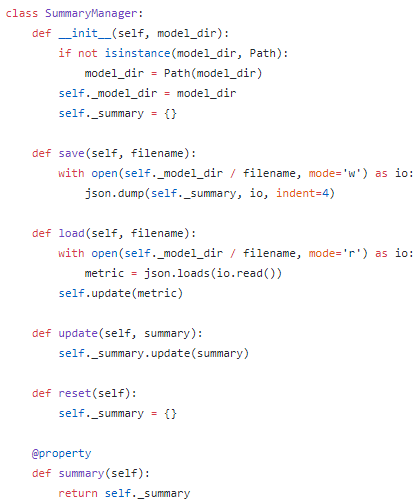 class SummaryManager:
    def __init__(self, model_dir):
        if not isinstance(model_dir, Path):
            model_dir = Path(model_dir)
        self._model_dir = model_dir
        self._summary = {}

    def save(self, filename):
        with open(self._model_dir / filename, mode='w') as io:
            json.dump(self._summary, io, indent=4)

    def load(self, filename):
        with open(self._model_dir / filename, mode='r') as io:
            metric = json.loads(io.read())
        self.update(metric)

    def update(self, summary):
        self._summary.update(summary)

    def reset(self):
        self._summary = {}

    @property
    def summary(self):
        return self._summary